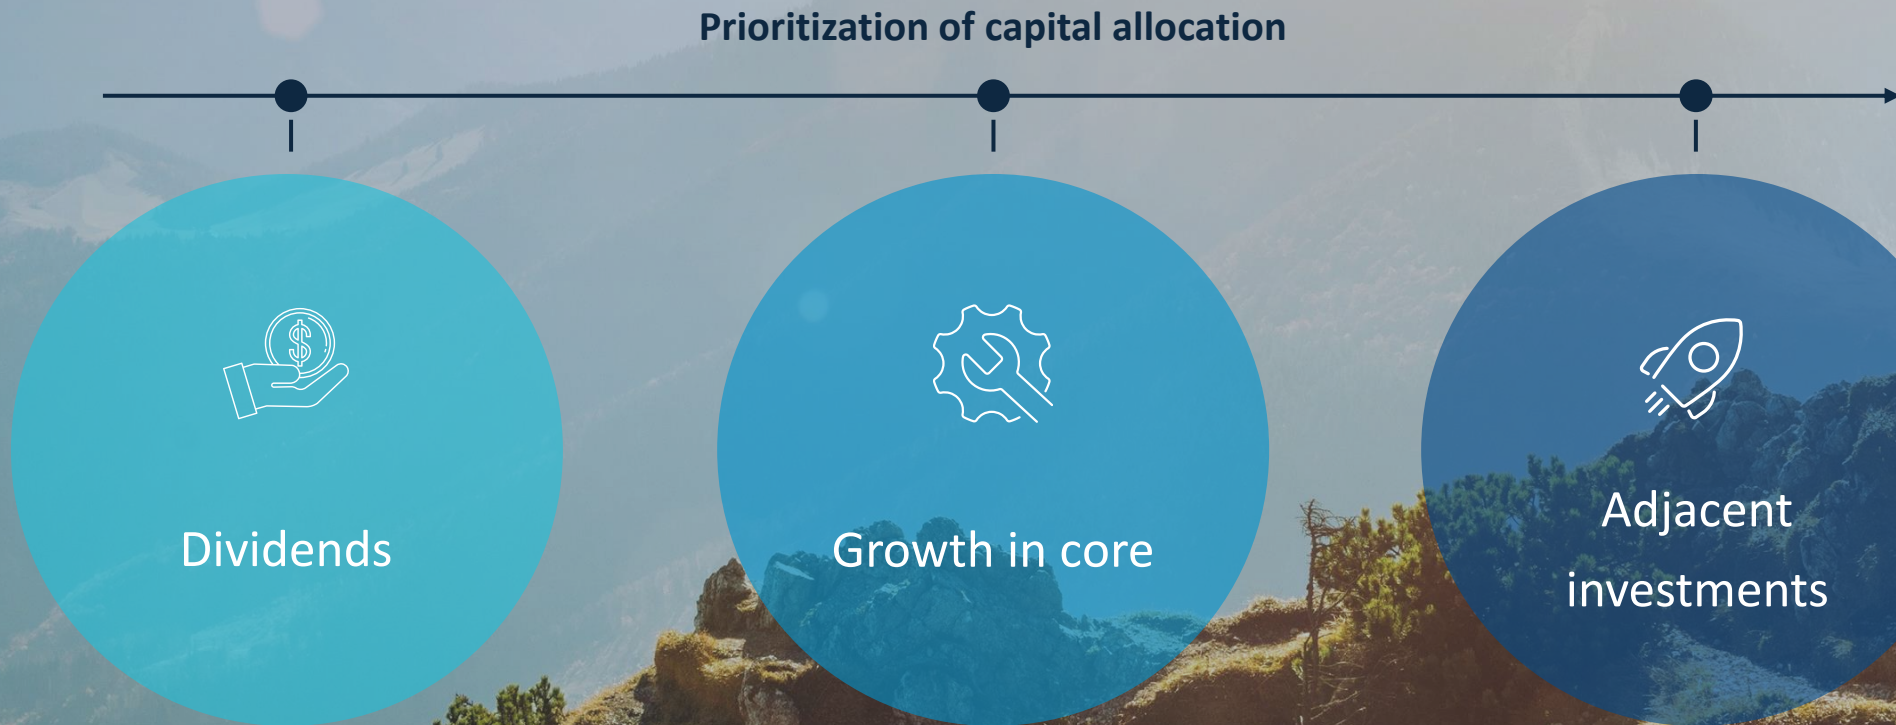 Prioritization of capital allocation
$
Dividends
Growth in core
Adjacent
investments